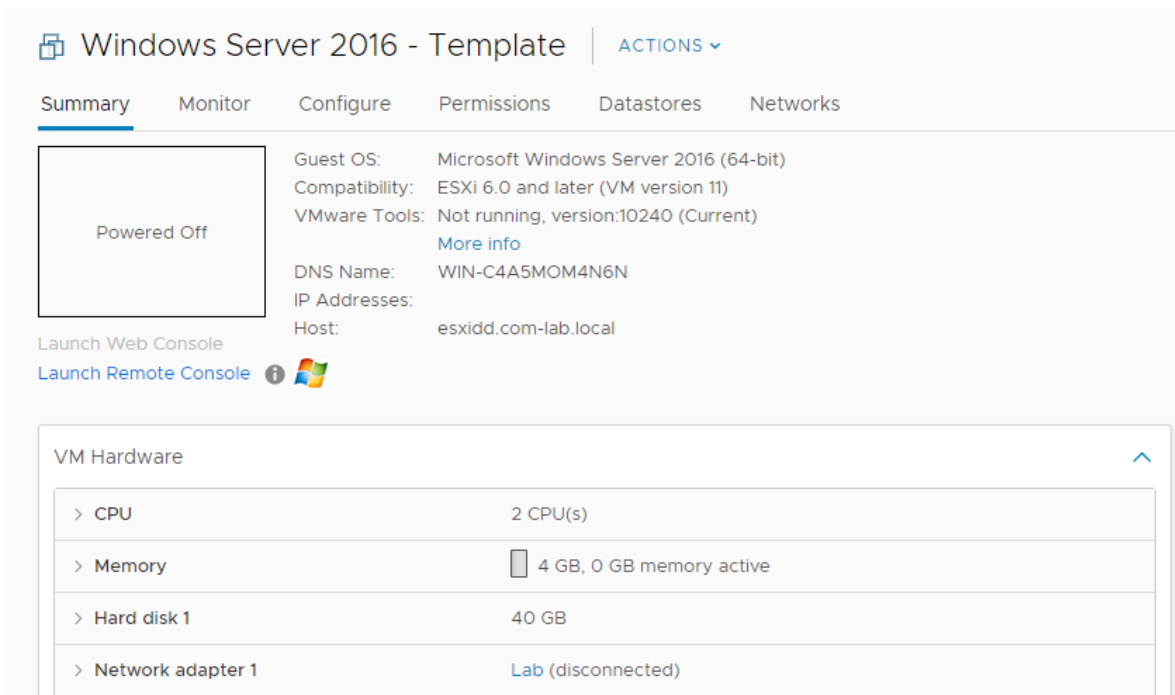 Windows Server 2016 - Template ACTIONS
Summary Monitor Configure Permissions Datastores Networks
Powered Off
Guest OS: Microsoft Windows Server 2016 (64-bit)
Compatibility: ESXi 6.0 and later (VM version 11)
VMware Tools: Not running, version:10240 (Current)
More info
DNS Name: WIN-C4A5MOM4N6N
IP Addresses:
Host: esxidd.com-lab.local
Launch Web Console
Launch Remote Console
VM Hardware
CPU 2 CPU(s)
Memory 4 GB, 0 GB memory active
Hard disk 1 40 GB
Network adapter 1 Lab (disconnected)